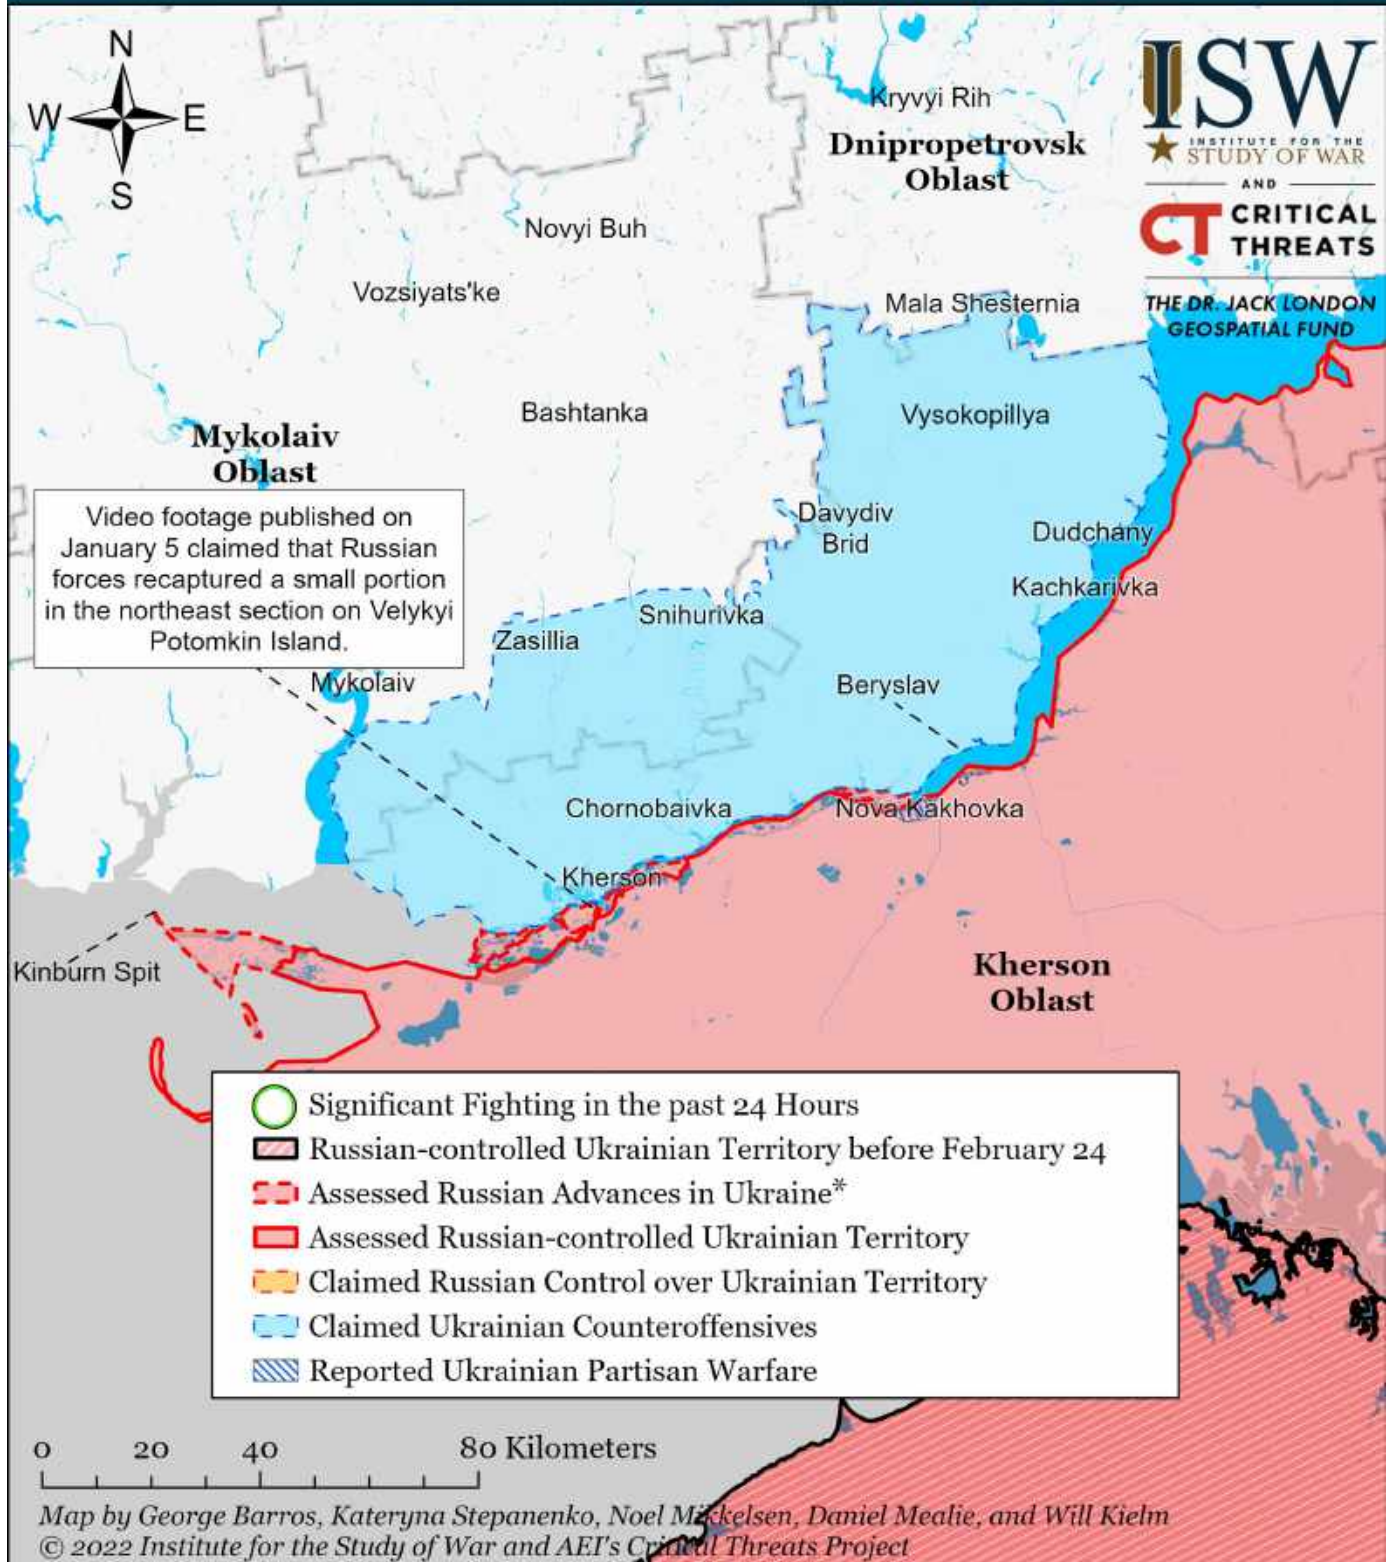 N
W E
S
ISW
INSTITUTE FOR THE
STUDY OF WAR
AND
CT CRITICAL
THREATS
THE DR. JACK LONDON
GEOSPATIAL FUND
Kryvyi Rih
Dnipropetrovsk
Oblast
Novyi Buh
Vozsiyats'ke
Mala Shesternia
Bashtanka
Vysokopillya
Mykolaiv
Oblast
Video footage published on
January 5 claimed that Russian
forces recaptured a small portion
in the northeast section on Velykyi
Potomkin Island.
Davydiv
Brid
Dudchany
Kachkarivka
Snihurivka
Zasillia
Mykolaiv
Beryslav
Chornobaivka
Nova Kakhovka
Kherson
Kinburn Spit
Kherson
Oblast
Significant Fighting in the past 24 Hours
Russian-controlled Ukrainian Territory before February 24
Assessed Russian Advances in Ukraine*
Assessed Russian-controlled Ukrainian Territory
Claimed Russian Control over Ukrainian Territory
Claimed Ukrainian Counteroffensives
Reported Ukrainian Partisan Warfare
0 20 40 80 Kilometers
Map by George Barros, Kateryna Stepanenko, Noel Mikkelsen, Daniel Mealie, and Will Kielm
© 2022 Institute for the Study of War and AEI's Critical Threats Project